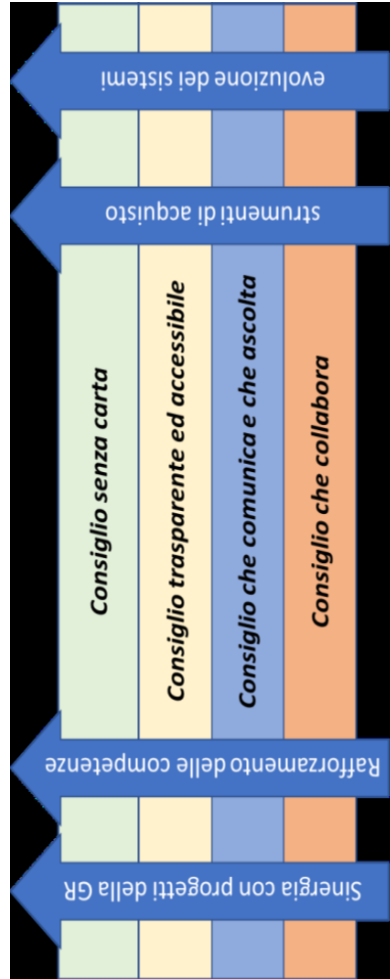 Consiglio senza carta
Consiglio trasparente ed accessibile
Consiglio che comunica e che ascolta
Consiglio che collabora
Sinergia con progetti della GR
Rafforzamento delle competenze
strumenti di acquisto
evoluzione dei sistemi